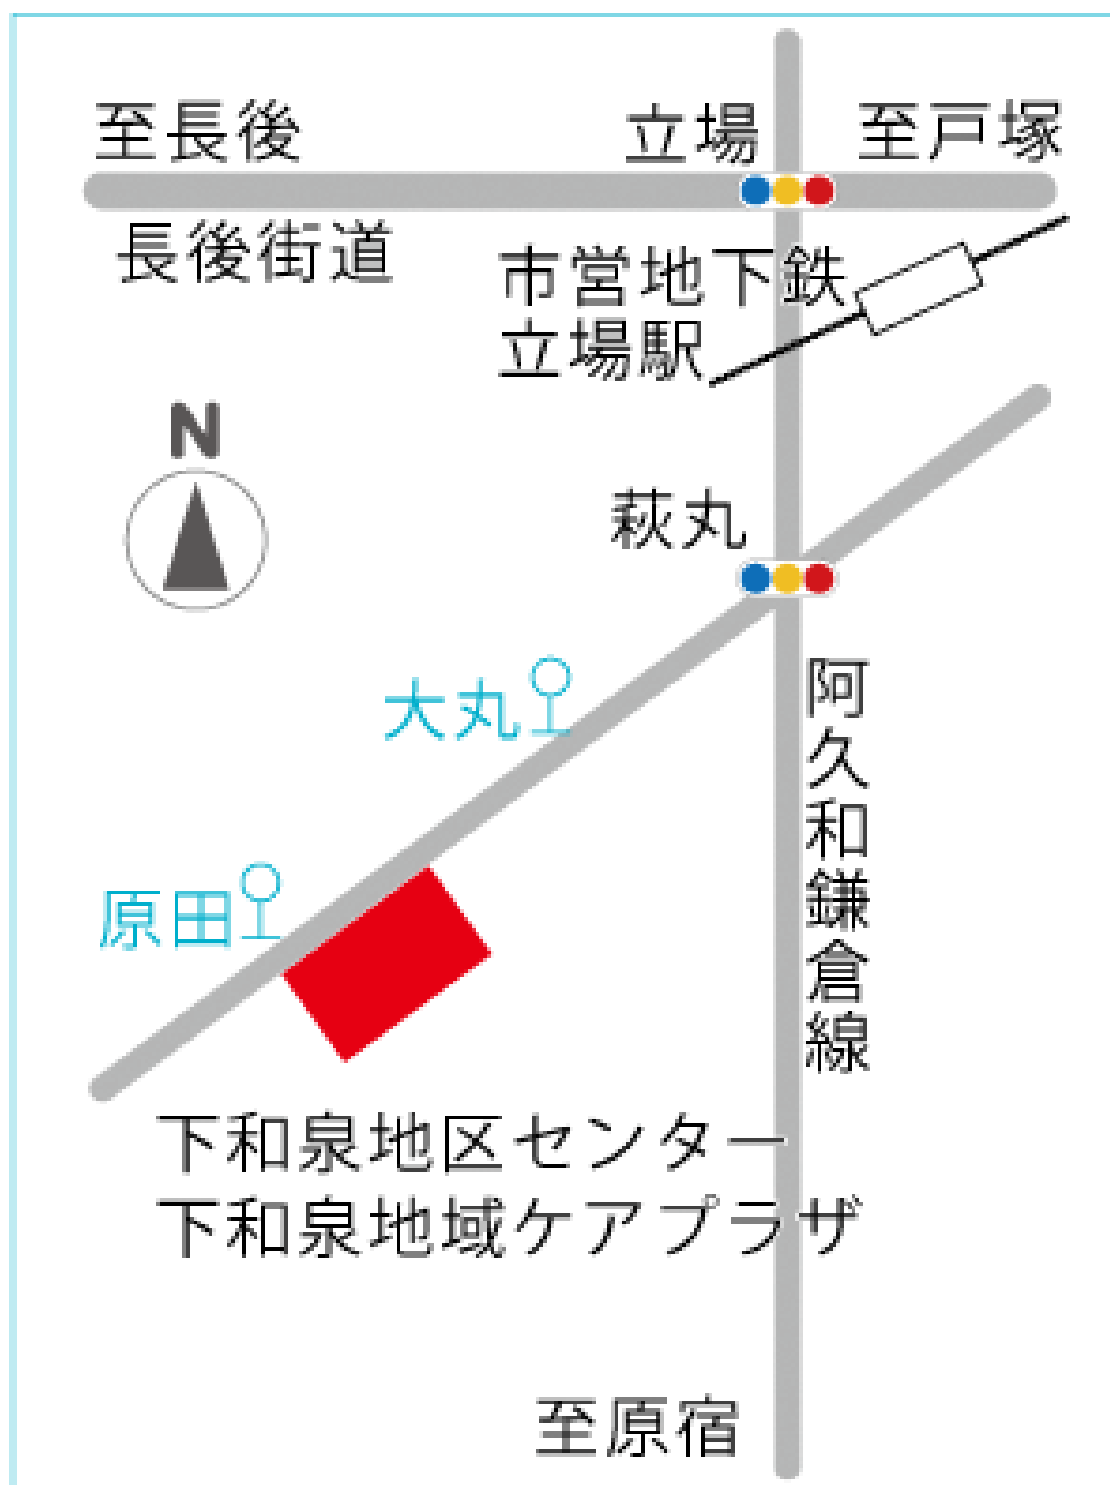 至長後
立場
至戸塚
長後街道
市営地下鉄
立場駅
N
萩丸
大丸
阿久和鎌倉線
原田
下和泉地区センター
下和泉地域ケアプラザ
至原宿